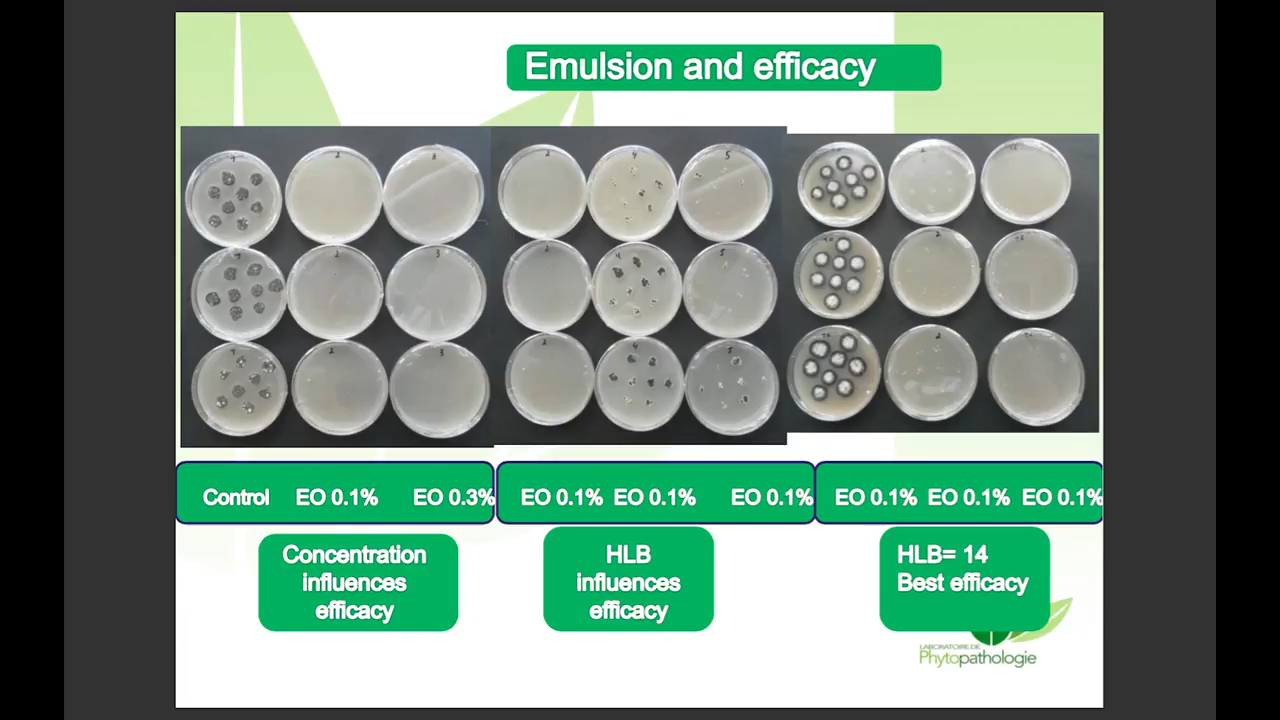 Emulsion and efficacy
Control EO 0.1% EO 0.3%
EO 0.1% EO 0.1% EO 0.1%
EO 0.1% EO 0.1% EO 0.1%
Concentration
influences
efficacy
HLB
influences
efficacy
HLB= 14
Best efficacy
LABORATOIRE DE
Phytopathologie